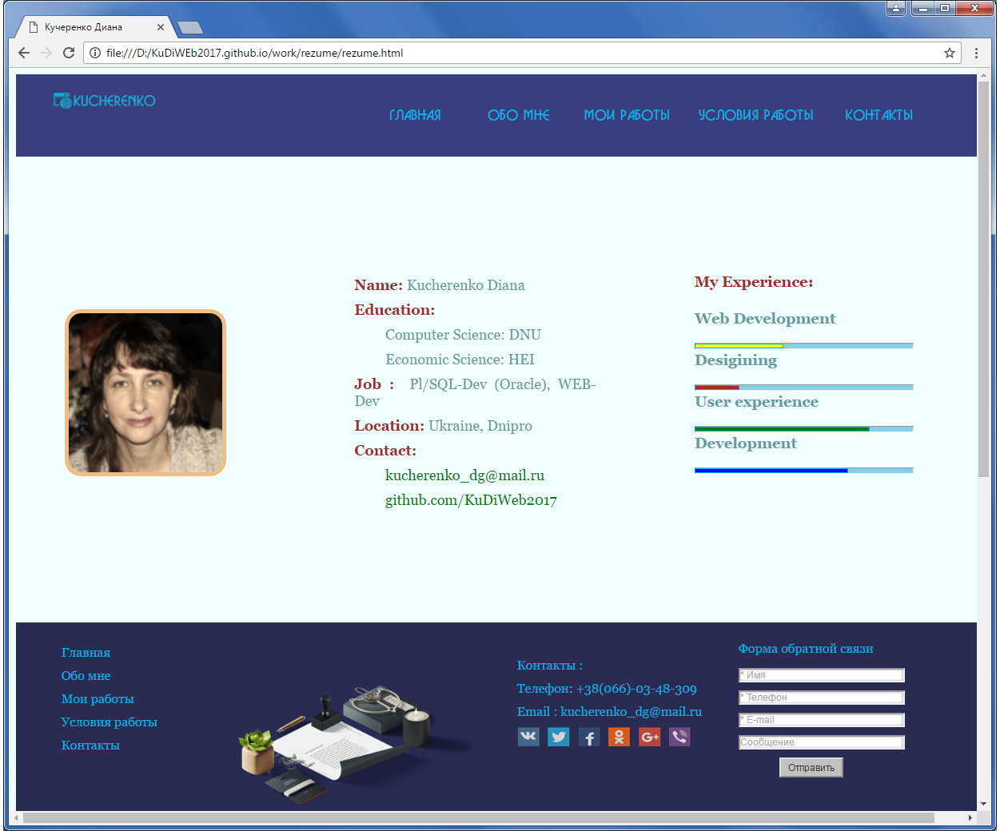 Кучеренко Диана
file:///D:/KuDiWEb2017.github.io/work/rezume/rezume.html
KUCHERENKO
ГЛАВНАЯ ОБО МНЕ МОИ РАБОТЫ УСЛОВИЯ РАБОТЫ КОНТАКТЫ
Name: Kucherenko Diana
Education:
Computer Science: DNU
Economic Science: HEI
Job : Pl/SQL-Dev (Oracle), WEB-
Dev
Location: Ukraine, Dnipro
Contact:
kucherenko_dg@mail.ru
github.com/KuDiWeb2017
My Experience:
Web Development
Desigining
User experience
Development
Главная
Обо мне
Мои работы
Условия работы
Контакты
Контакты :
Телефон: +38(066)-03-48-309
Email : kucherenko_dg@mail.ru
Форма обратной связи
* Имя
* Телефон
* E-mail
Сообщение
Отправить